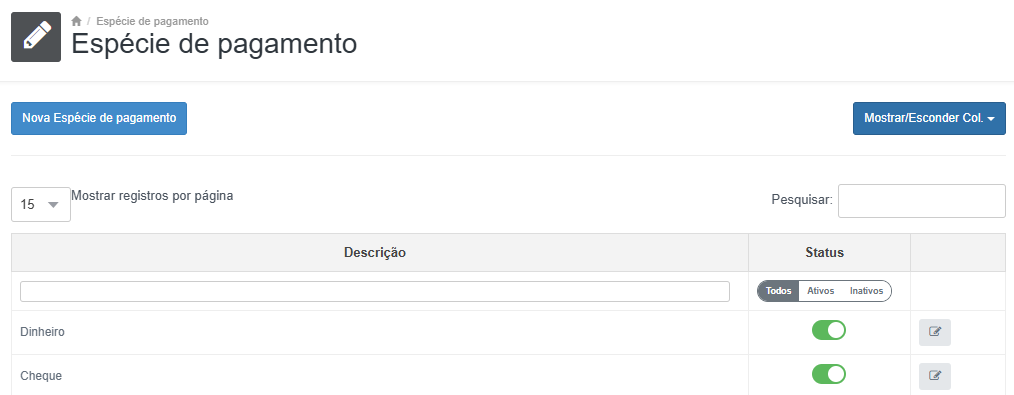 / Espécie de pagamento
Espécie de pagamento
Nova Espécie de pagamento
Mostrar/Esconder Col.
15
Mostrar registros por página
Pesquisar:
Descrição
Status
Todos
Ativos
Inativos
Dinheiro
Cheque